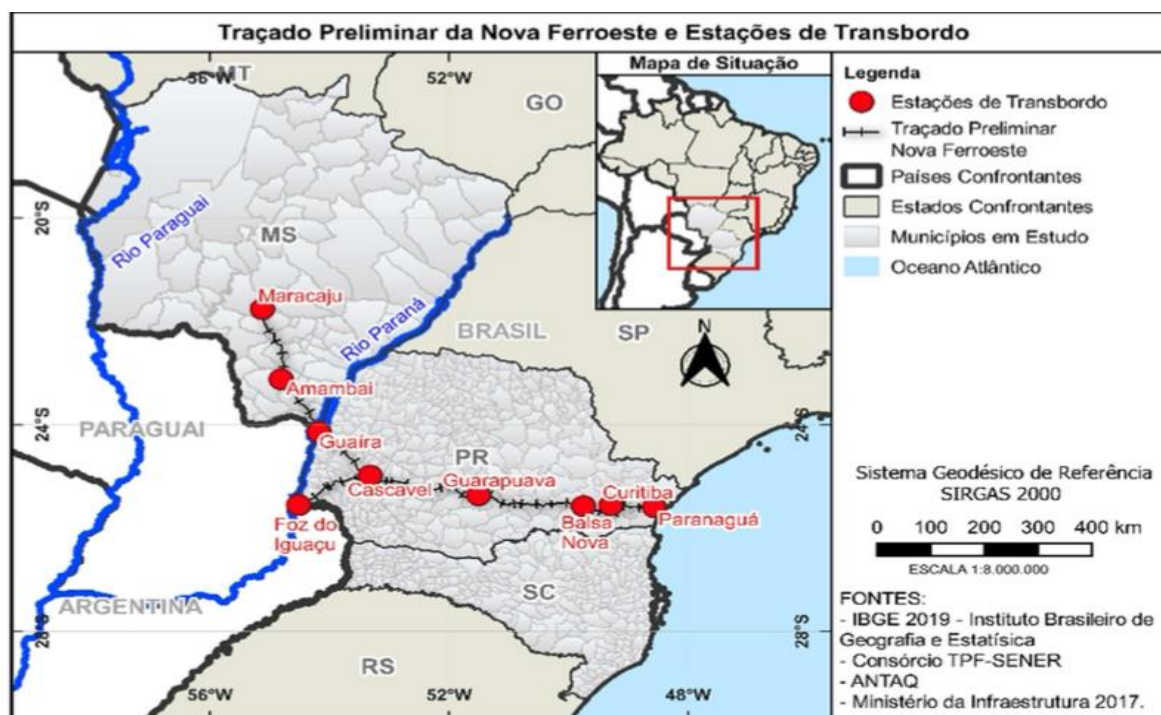 Traçado Preliminar da Nova Ferroeste e Estações de Transbordo
56°W
52°W
MT
GO
Mapa de Situação
20°S
Rio Paraguai
MS
Maracaju
Rio Paraná
BRASIL
SP
N
Amambai
24°S
24°S
PARAGUAI
Guaíra
PR
Cascavel
Guarapuava
Curitiba
Foz do
Iguaçu
Balsa
Nova
Paranaguá
ARGENTINA
SC
28°S
28°S
RS
56°W
52°W
48°W
Legenda
Estações de Transbordo
Traçado Preliminar
Nova Ferroeste
Países Confrontantes
Estados Confrontantes
Municípios em Estudo
Oceano Atlântico
Sistema Geodésico de Referência
SIRGAS 2000
0 100 200 300 400 km
ESCALA 1:8.000.000
FONTES:
- IBGE 2019 - Instituto Brasileiro de
Geografia e Estatísica
- Consórcio TPF-SENER
- ANTAQ
- Ministério da Infraestrutura 2017.